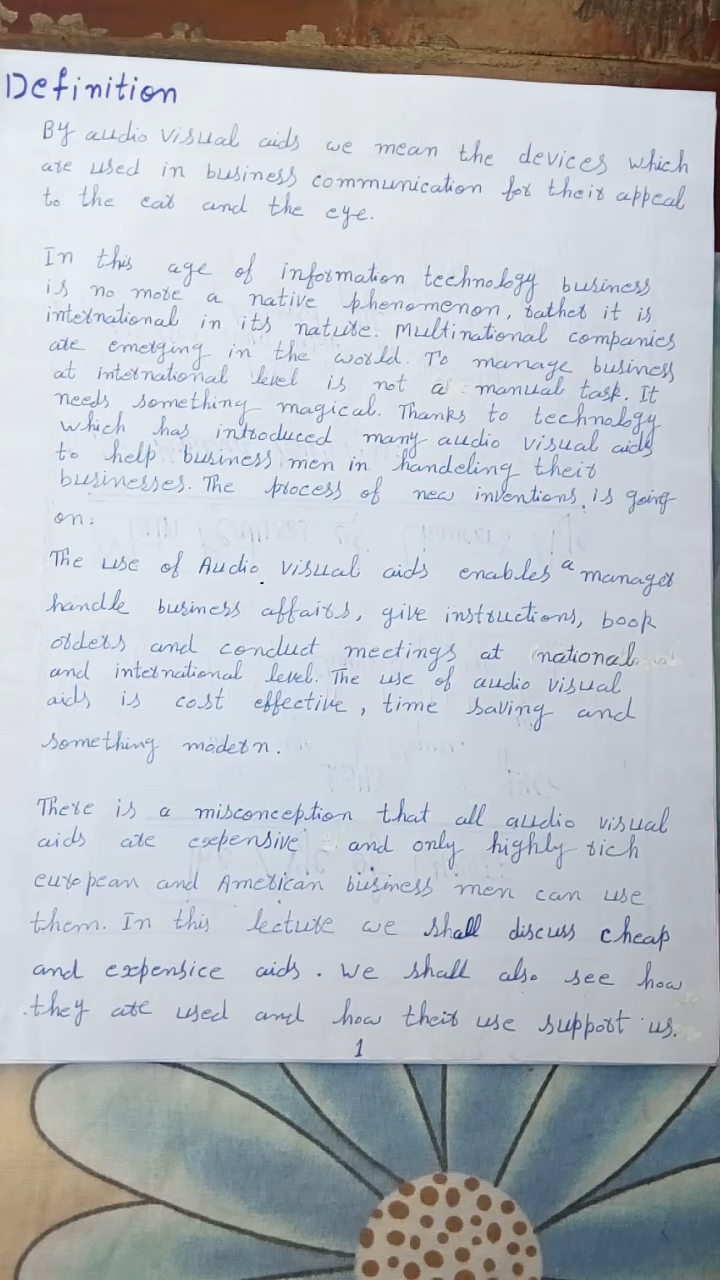 Definition
By audio visual aids we mean the devices which
are used in business communication for their appeal
to the ear and the eye.
In this age of information technology business
is no more a native phenomenon, rather it is
international in its nature. Multinational companies
are emerging in the world. To manage business
at international level is not a manual task. It
needs something magical. Thanks to technology
which has introduced many audio visual aids
to help business men in handeling their
businesses. The process of new inventions is going
on.
The use of Audio visual aids enables a manager
handle business affairs, give instructions, book
orders and conduct meetings at national
and international level. The use of audio visual
aids is cost effective, time saving and
something modern.
There is a misconception that all audio visual
aids are expensive and only highly rich
european and American business men can use
them. In this lecture we shall discuss cheap
and expensice aids. We shall also see how
they are used and how their use support us.
1